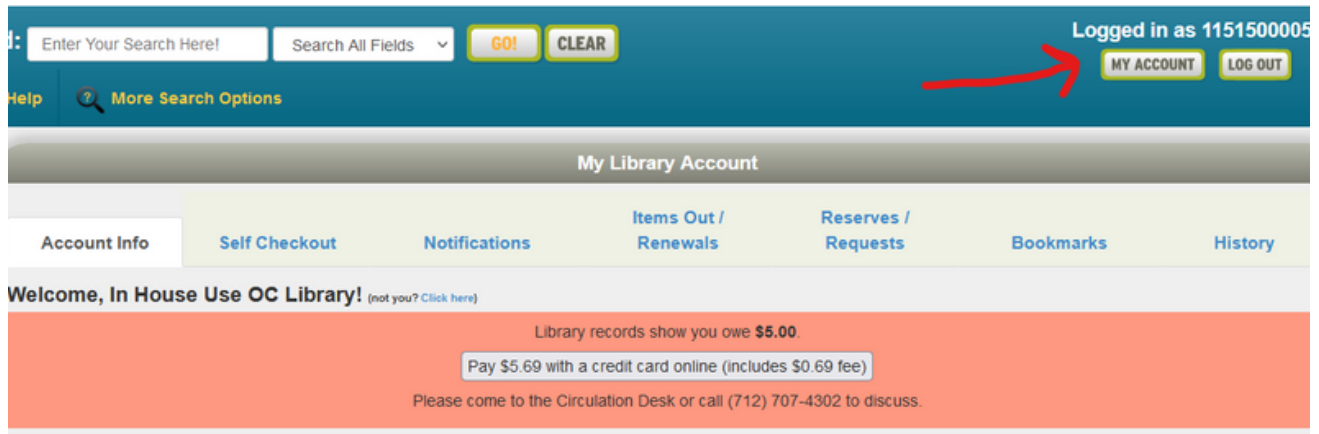 d: Enter Your Search Here! Search All Fields GO! CLEAR
Logged in as 1151500005
MY ACCOUNT LOG OUT
Help More Search Options
My Library Account
Account Info Self Checkout Notifications Items Out / Renewals Reserves / Requests Bookmarks History
Welcome, In House Use OC Library! (not you? Click here)
Library records show you owe $5.00.
Pay $5.69 with a credit card online (includes $0.69 fee)
Please come to the Circulation Desk or call (712) 707-4302 to discuss.